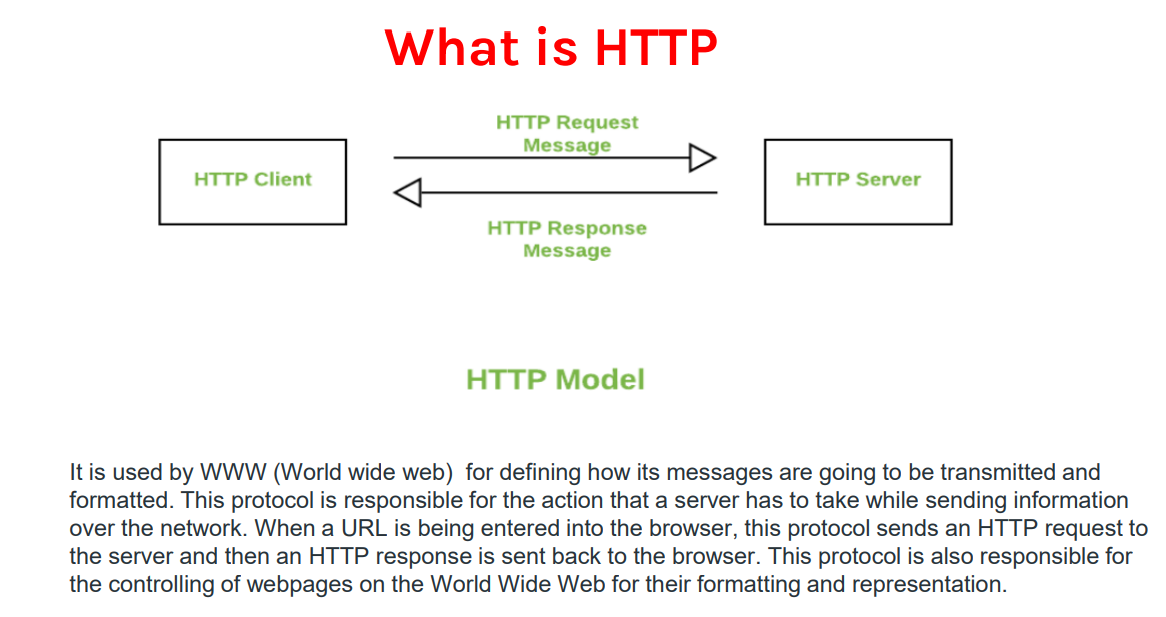 What is HTTP
HTTP Request
Message
HTTP Client
HTTP Server
HTTP Response
Message
HTTP Model
It is used by WWW (World wide web)  for defining how its messages are going to be transmitted and
formatted. This protocol is responsible for the action that a server has to take while sending information
over the network. When a URL is being entered into the browser, this protocol sends an HTTP request to
the server and then an HTTP response is sent back to the browser. This protocol is also responsible for
the controlling of webpages on the World Wide Web for their formatting and representation.